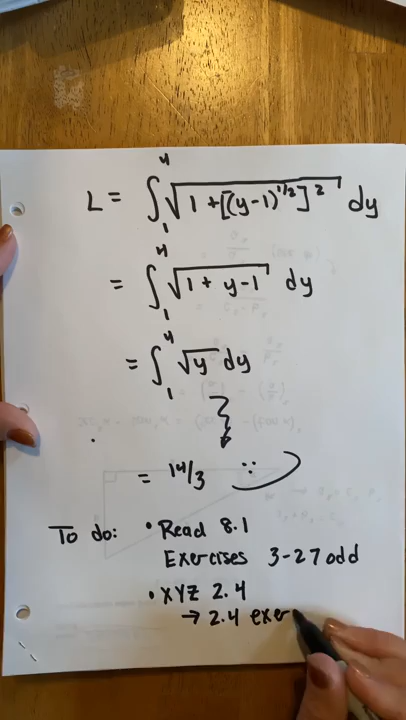 L = ∫₁⁴ √(1 + [(y-1)^(1/2)]²) dy
= ∫₁⁴ √(1 + y-1) dy
= ∫₁⁴ √y dy
= 14/3
To do: • Read 8.1
Exercises 3-27 odd
• XYZ 2.4
→ 2.4 exer